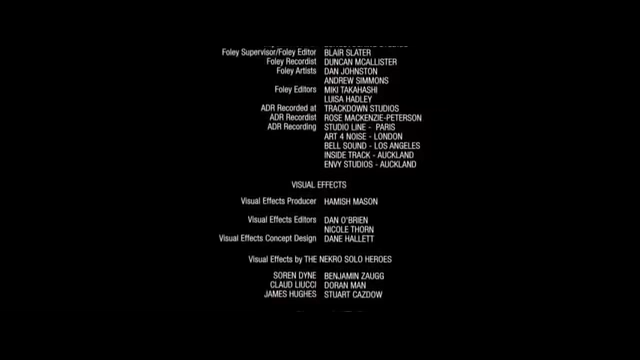 Foley Supervisor/Foley Editor BLAIR SLATER
Foley Recordist DUNCAN MCALLISTER
Foley Artists DAN JOHNSTON
ANDREW SIMMONS
Foley Editors MIKI TAKAHASHI
LUISA HADLEY
ADR Recorded at TRACKDOWN STUDIOS
ADR Recordist ROSE MACKENZIE-PETERSON
ADR Recording STUDIO LINE - PARIS
ART 4 NOISE - LONDON
BELL SOUND - LOS ANGELES
INSIDE TRACK - AUCKLAND
ENVY STUDIOS - AUCKLAND
VISUAL EFFECTS
Visual Effects Producer HAMISH MASON
Visual Effects Editors DAN O'BRIEN
NICOLE THORN
Visual Effects Concept Design DANE HALLETT
Visual Effects by THE NEKRO SOLO HEROES
SOREN DYNE BENJAMIN ZAUGG
CLAUD LIUCCI DORAN MAN
JAMES HUGHES STUART CAZDOW